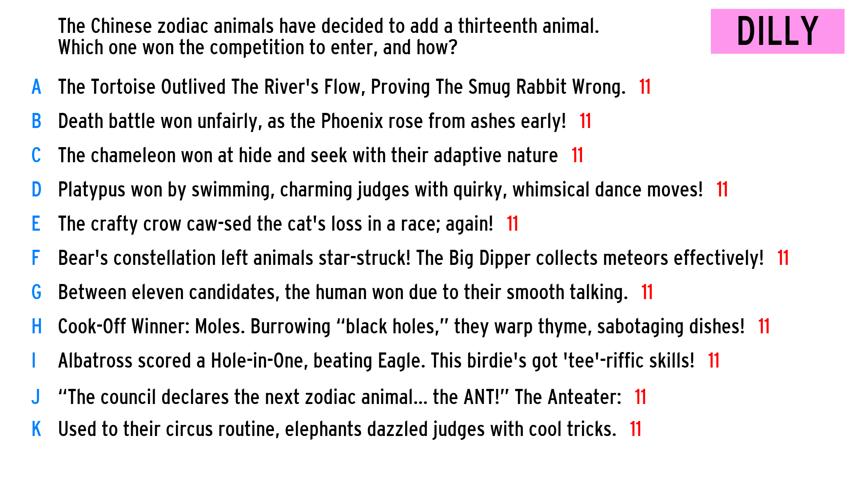 The Chinese zodiac animals have decided to add a thirteenth animal.
Which one won the competition to enter, and how?
DILLY
A The Tortoise Outlived The River's Flow, Proving The Smug Rabbit Wrong. 11
B Death battle won unfairly, as the Phoenix rose from ashes early! 11
C The chameleon won at hide and seek with their adaptive nature 11
D Platypus won by swimming, charming judges with quirky, whimsical dance moves! 11
E The crafty crow caw-sed the cat's loss in a race; again! 11
F Bear's constellation left animals star-struck! The Big Dipper collects meteors effectively! 11
G Between eleven candidates, the human won due to their smooth talking. 11
H Cook-Off Winner: Moles. Burrowing “black holes,” they warp thyme, sabotaging dishes! 11
I Albatross scored a Hole-in-One, beating Eagle. This birdie's got 'tee'-riffic skills! 11
J “The council declares the next zodiac animal... the ANT!” The Anteater: 11
K Used to their circus routine, elephants dazzled judges with cool tricks. 11